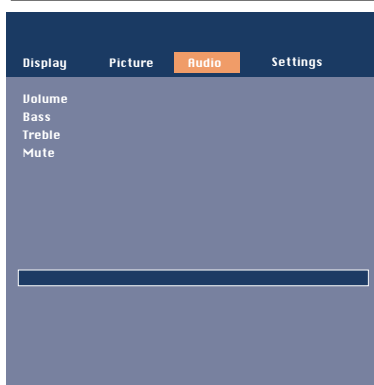 Display Picture Audio Settings
Volume
Bass
Treble
Mute